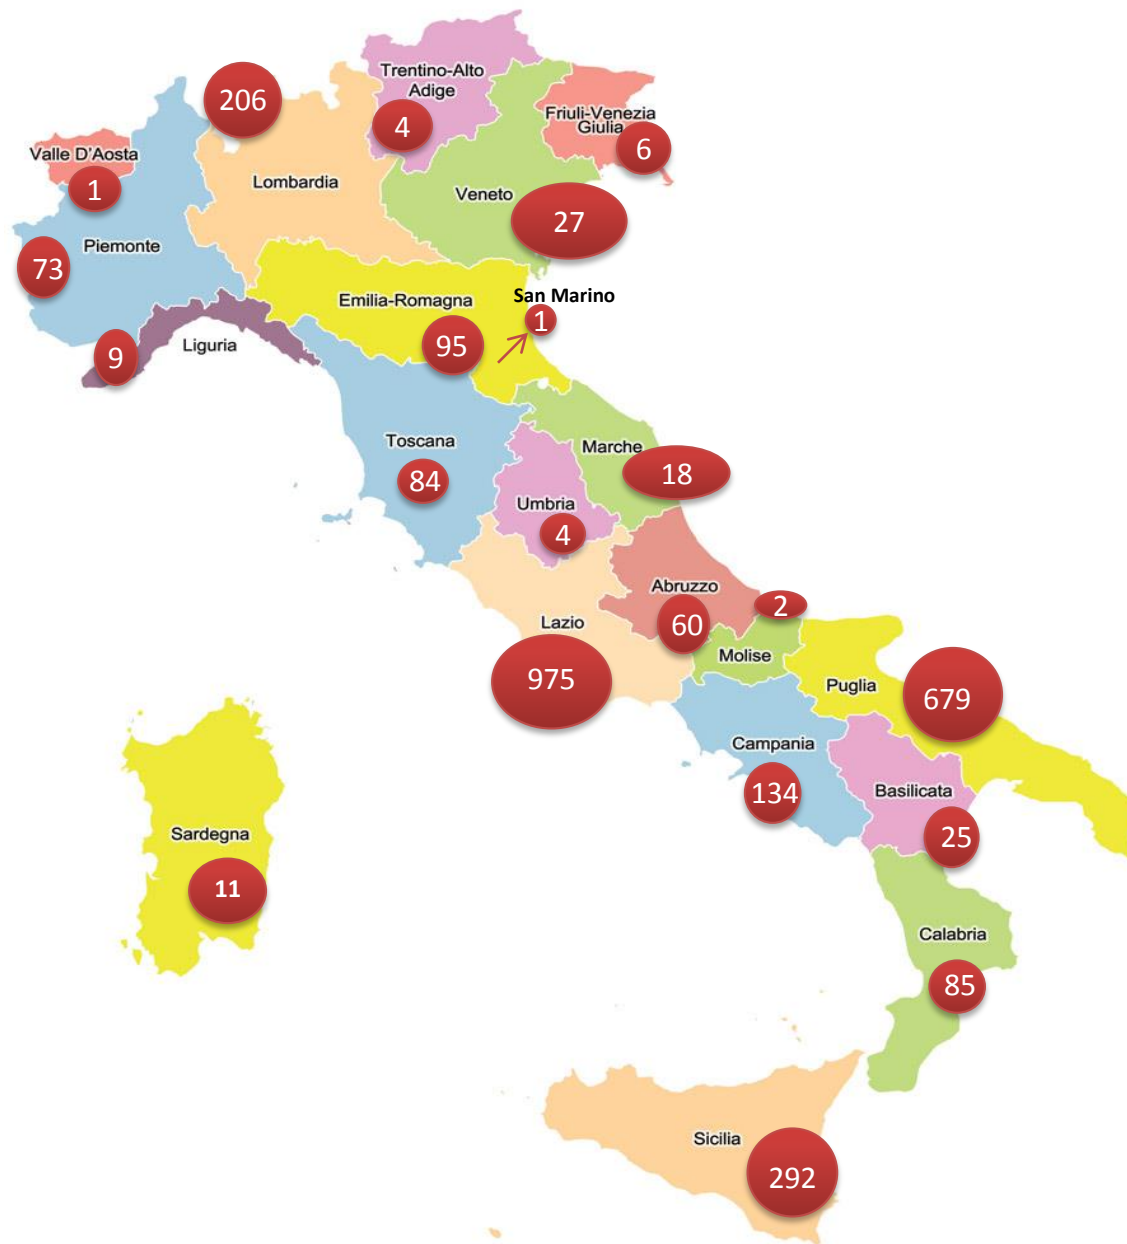 Trentino-Alto
Adige
4
206
Friuli-Venezia
Giulia
6
Valle D'Aosta
1
Lombardia
Veneto
27
Piemonte
73
Emilia-Romagna
95
San Marino
1
Liguria
9
Toscana
84
Marche
18
Umbria
4
Abruzzo
60
2
Molise
Lazio
975
Puglia
679
Campania
134
Basilicata
25
Sardegna
11
Calabria
85
Sicilia
292